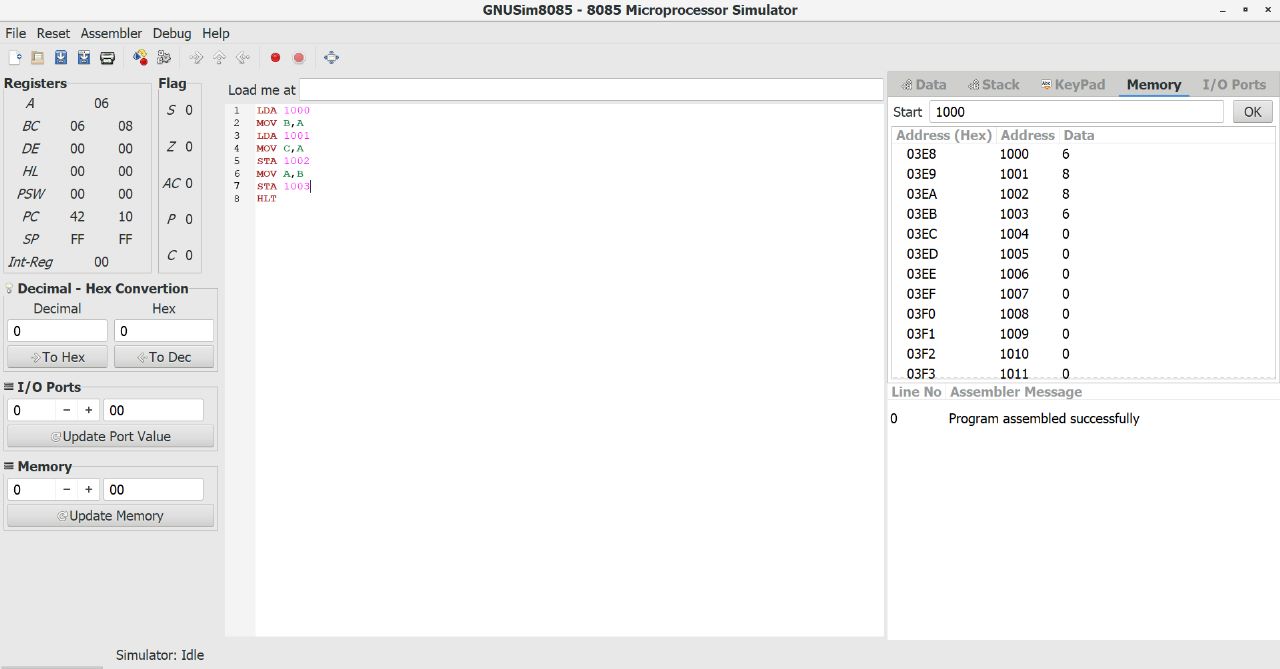 GNUSim8085 - 8085 Microprocessor Simulator
File Reset Assembler Debug Help
Registers
A 06
BC 06 08
DE 00 00
HL 00 00
PSW 00 00
PC 42 10
SP FF FF
Int-Reg 00
Flag
S 0
Z 0
AC 0
P 0
C 0
Decimal - Hex Convertion
Decimal Hex
0 0
To Hex To Dec
I/O Ports
0 − + 00
Update Port Value
Memory
0 − + 00
Update Memory
Load me at
1 LDA 1000
2 MOV B,A
3 LDA 1001
4 MOV C,A
5 STA 1002
6 MOV A,B
7 STA 1003
8 HLT
Data Stack KeyPad Memory I/O Ports
Start 1000 OK
Address (Hex) Address Data
03E8 1000 6
03E9 1001 8
03EA 1002 8
03EB 1003 6
03EC 1004 0
03ED 1005 0
03EE 1006 0
03EF 1007 0
03F0 1008 0
03F1 1009 0
03F2 1010 0
03F3 1011 0
Line No Assembler Message
0 Program assembled successfully
Simulator: Idle